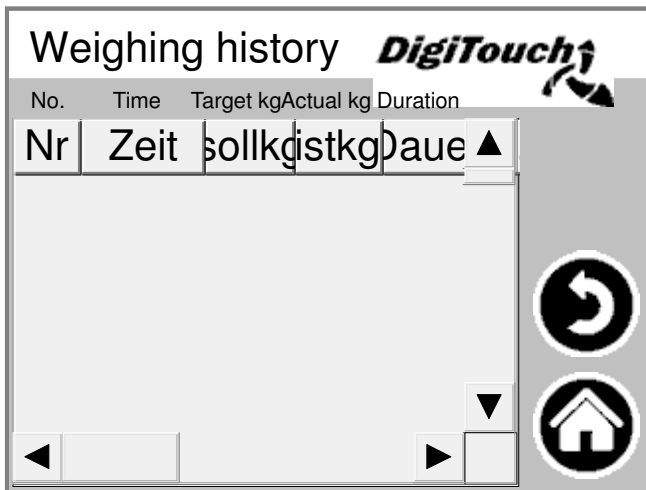 Weighing history DigiTouch
No. Time Target kg Actual kg Duration
Nr Zeit sollkg istkg Daue